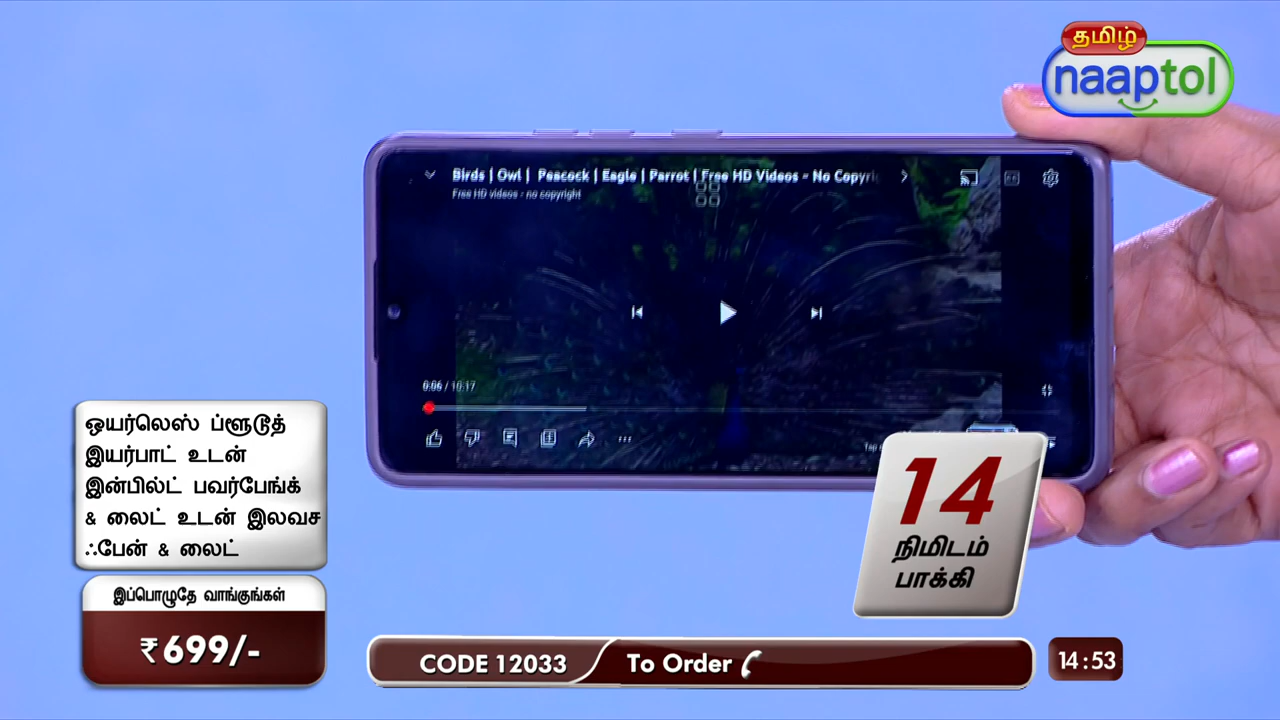 தமிழ்
naaptol
Birds | Owl | Peacock | Eagle | Parrot | Free HD Videos - No Copyri
Free HD videos - no copyright
0:06 / 10:17
ஒயர்லெஸ் ப்ளூடூத்
இயர்பாட் உடன்
இன்பில்ட் பவர்பேங்க்
& லைட் உடன் இலவச
ஃபேன் & லைட்
இப்பொழுதே வாங்குங்கள்
₹699/-
14
நிமிடம்
பாக்கி
CODE 12033
To Order
14:53